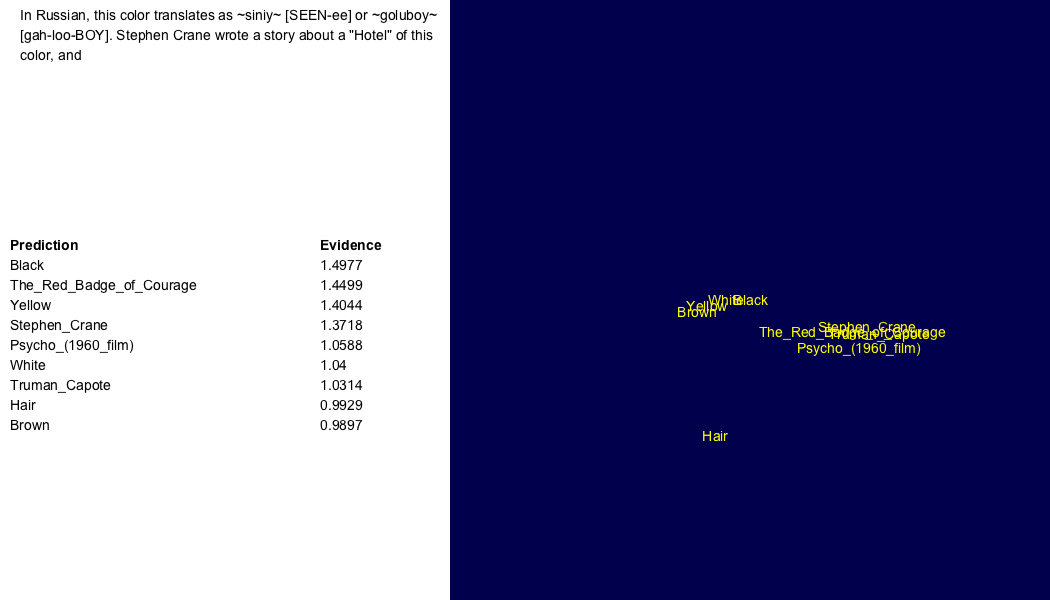 In Russian, this color translates as ~siniy~ [SEEN-ee] or ~goluboy~
[gah-loo-BOY]. Stephen Crane wrote a story about a "Hotel" of this
color, and
Prediction Evidence
Black 1.4977
The_Red_Badge_of_Courage 1.4499
Yellow 1.4044
Stephen_Crane 1.3718
Psycho_(1960_film) 1.0588
White 1.04
Truman_Capote 1.0314
Hair 0.9929
Brown 0.9897
White
Black
Yellow
Brown
Stephen_Crane
The_Red_Badge_of_Courage
Truman_Capote
Psycho_(1960_film)
Hair